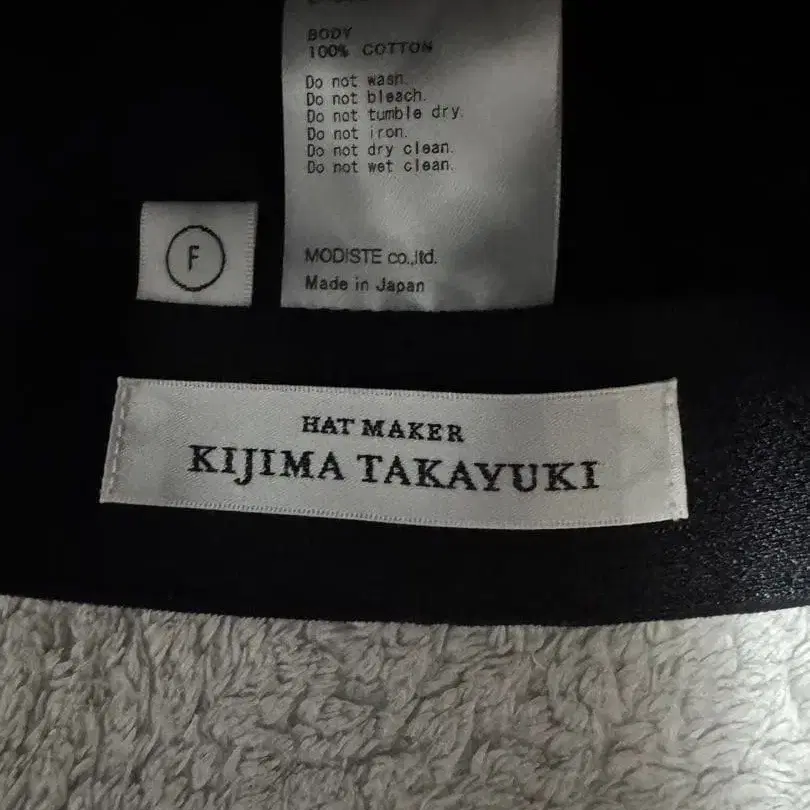 BODY
100% COTTON
Do not wash.
Do not bleach.
Do not tumble dry.
Do not iron.
Do not dry clean.
Do not wet clean.
F
MODISTE co.,ltd.
Made in Japan
HAT MAKER
KIJIMA TAKAYUKI